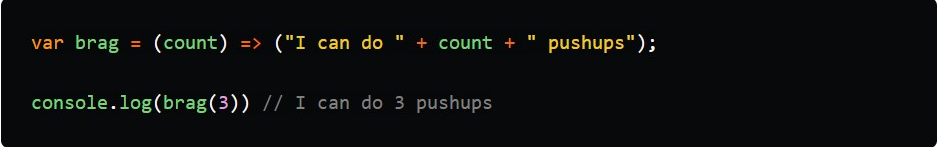 var brag = (count) => ("I can do " + count + " pushups");
console.log(brag(3)) // I can do 3 pushups